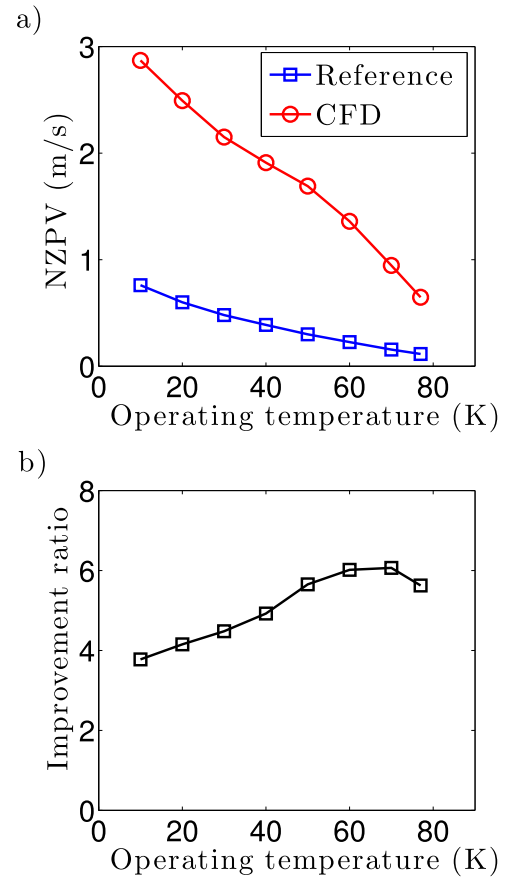 a)
3
2
1
0
NZPV (m/s)
Reference
CFD
0 20 40 60 80
Operating temperature (K)
b)
8
6
4
2
0
Improvement ratio
0 20 40 60 80
Operating temperature (K)